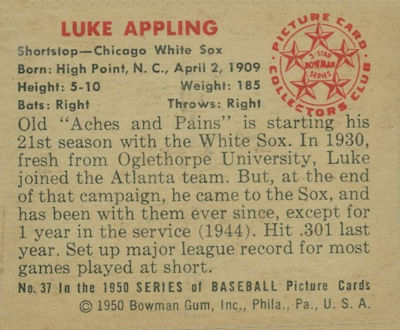 LUKE APPLING
Shortstop—Chicago White Sox
Born: High Point, N. C., April 2, 1909
Height: 5-10 Weight: 185
Bats: Right Throws: Right
PICTURE CARD
5-STAR
BOWMAN
SERIES
COLLECTORS CLUB
Old "Aches and Pains" is starting his
21st season with the White Sox. In 1930,
fresh from Oglethorpe University, Luke
joined the Atlanta team. But, at the end
of that campaign, he came to the Sox, and
has been with them ever since, except for
1 year in the service (1944). Hit .301 last
year. Set up major league record for most
games played at short.
No. 37 In the 1950 SERIES of BASEBALL Picture Cards
© 1950 Bowman Gum, Inc., Phila., Pa., U. S. A.